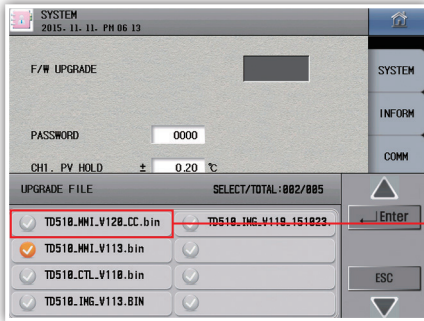 SYSTEM
2015. 11. 11. PM 06 13
F/W UPGRADE
SYSTEM
INFORM
PASSWORD 0000
COMM
CH1. PV HOLD ± 0.20 ℃
UPGRADE FILE SELECT/TOTAL:002/005
TD510_MMI_V120_CC.bin TD510_IMG_V119_151023.
Enter
TD510_MMI_V113.bin
TD510_CTL_V110.bin
ESC
TD510_IMG_V113.BIN